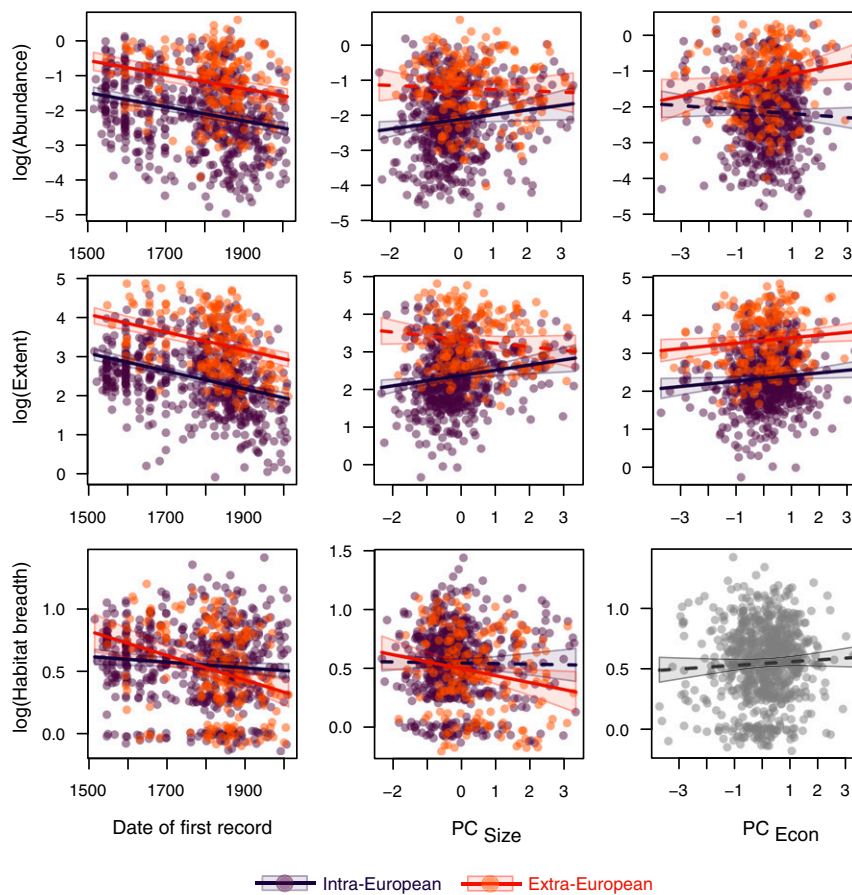 log(Abundance)
0
−1
−2
−3
−4
−5
1500 1700 1900
0
−1
−2
−3
−4
−5
−2 0 1 2 3
0
−1
−2
−3
−4
−5
−3 −1 1 2 3
log(Extent)
5
4
3
2
1
0
1500 1700 1900
5
4
3
2
1
0
−2 0 1 2 3
5
4
3
2
1
0
−3 −1 1 2 3
log(Habitat breadth)
1.0
0.5
0.0
1500 1700 1900
1.5
1.0
0.5
0.0
−2 0 1 2 3
1.0
0.5
0.0
−3 −1 1 2 3
Date of first record
PC Size
PC Econ
Intra-European Extra-European